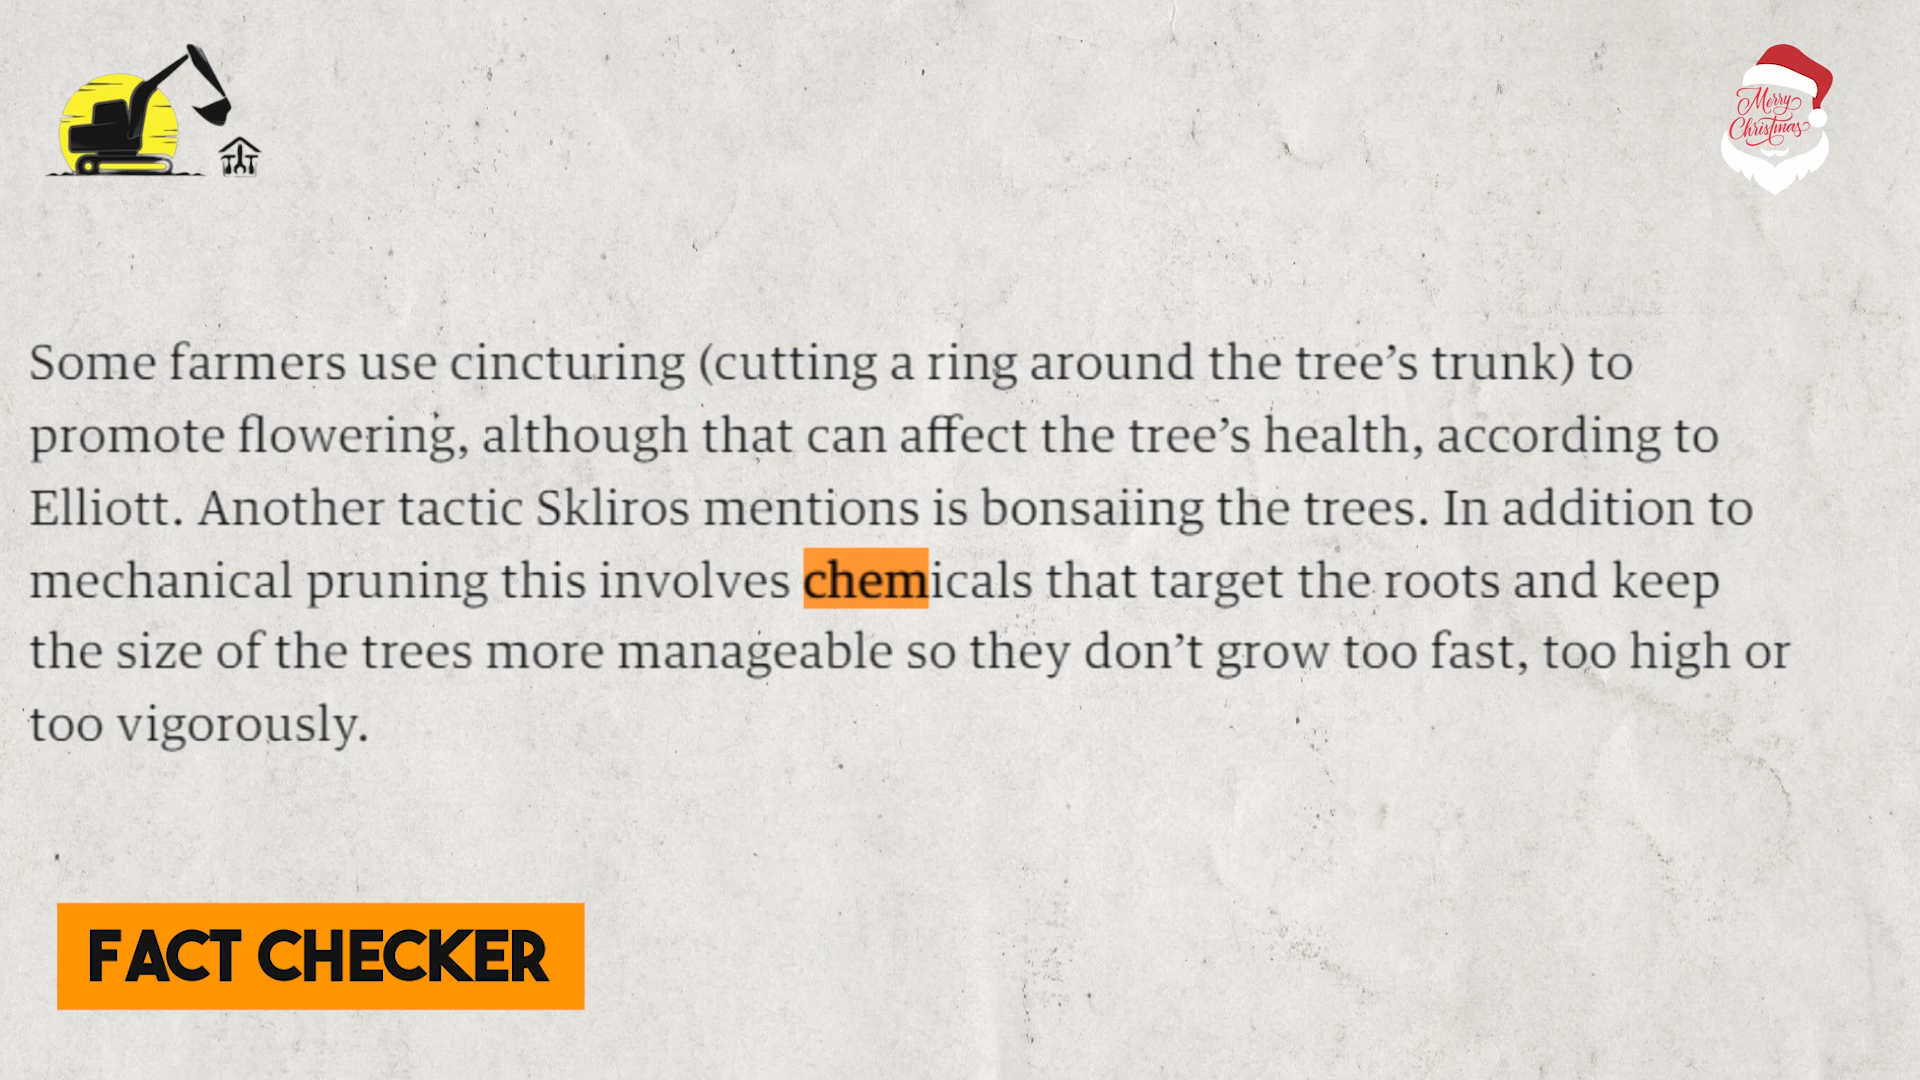 Merry
Christmas
Some farmers use cincturing (cutting a ring around the tree’s trunk) to
promote flowering, although that can affect the tree’s health, according to
Elliott. Another tactic Skliros mentions is bonsaiing the trees. In addition to
mechanical pruning this involves chemicals that target the roots and keep
the size of the trees more manageable so they don’t grow too fast, too high or
too vigorously.
FACT CHECKER